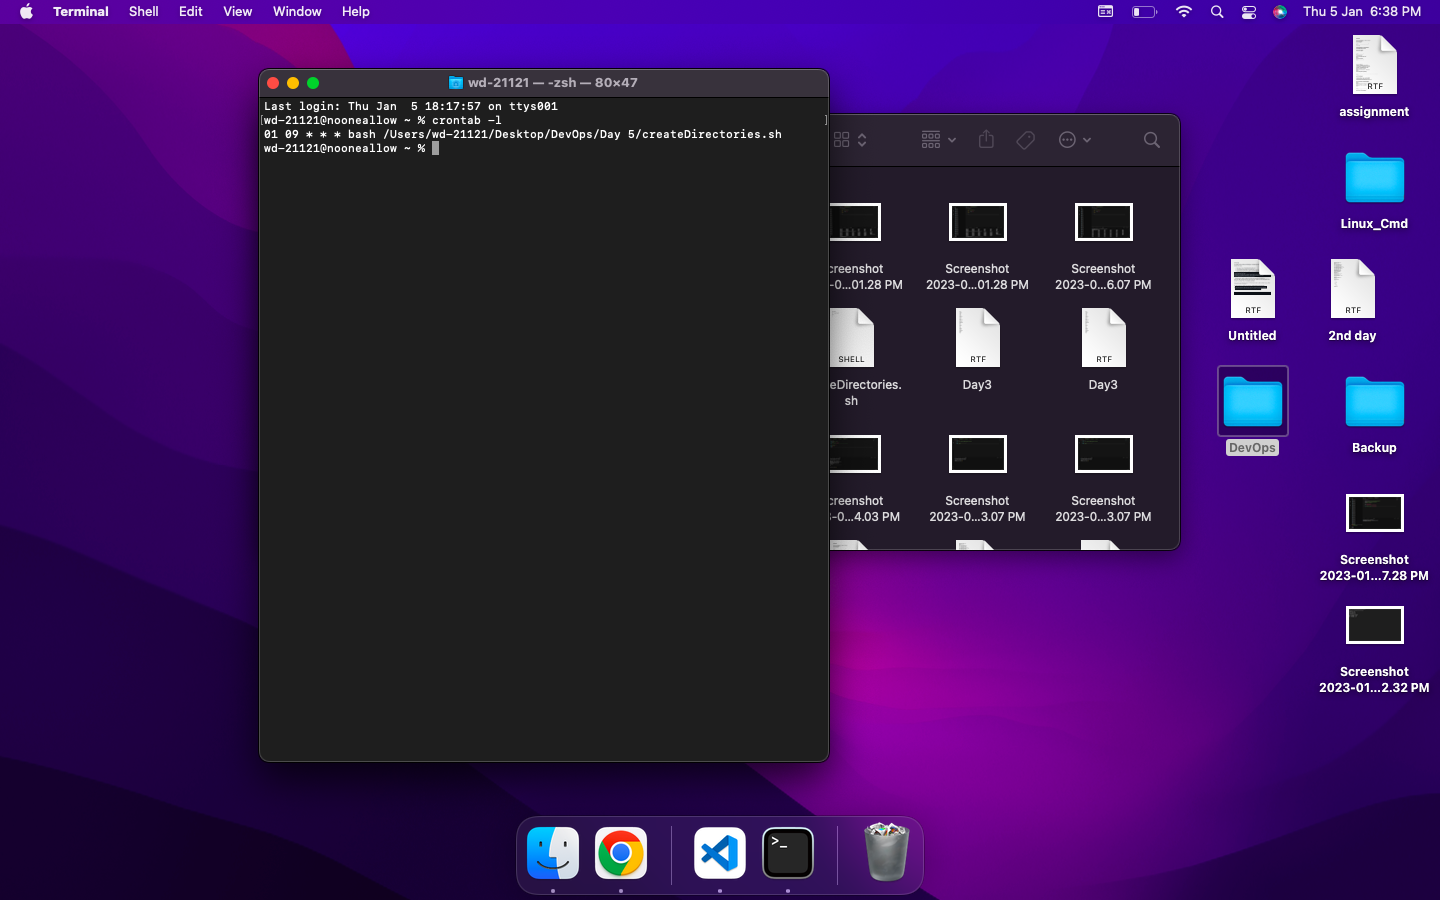 Terminal Shell Edit View Window Help Thu 5 Jan 6:38 PM
wd-21121 — -zsh — 80×47
Last login: Thu Jan  5 18:17:57 on ttys001
[wd-21121@nooneallow ~ % crontab -l ]
01 09 * * * bash /Users/wd-21121/Desktop/DevOps/Day 5/createDirectories.sh
wd-21121@nooneallow ~ %
creenshot
-0...01.28 PM
Screenshot
2023-0...01.28 PM
Screenshot
2023-0...6.07 PM
SHELL
eDirectories.
sh
RTF
Day3
RTF
Day3
creenshot
-0...4.03 PM
Screenshot
2023-0...3.07 PM
Screenshot
2023-0...3.07 PM
RTF
assignment
Linux_Cmd
RTF
Untitled
RTF
2nd day
DevOps
Backup
Screenshot
2023-01...7.28 PM
Screenshot
2023-01...2.32 PM
>_